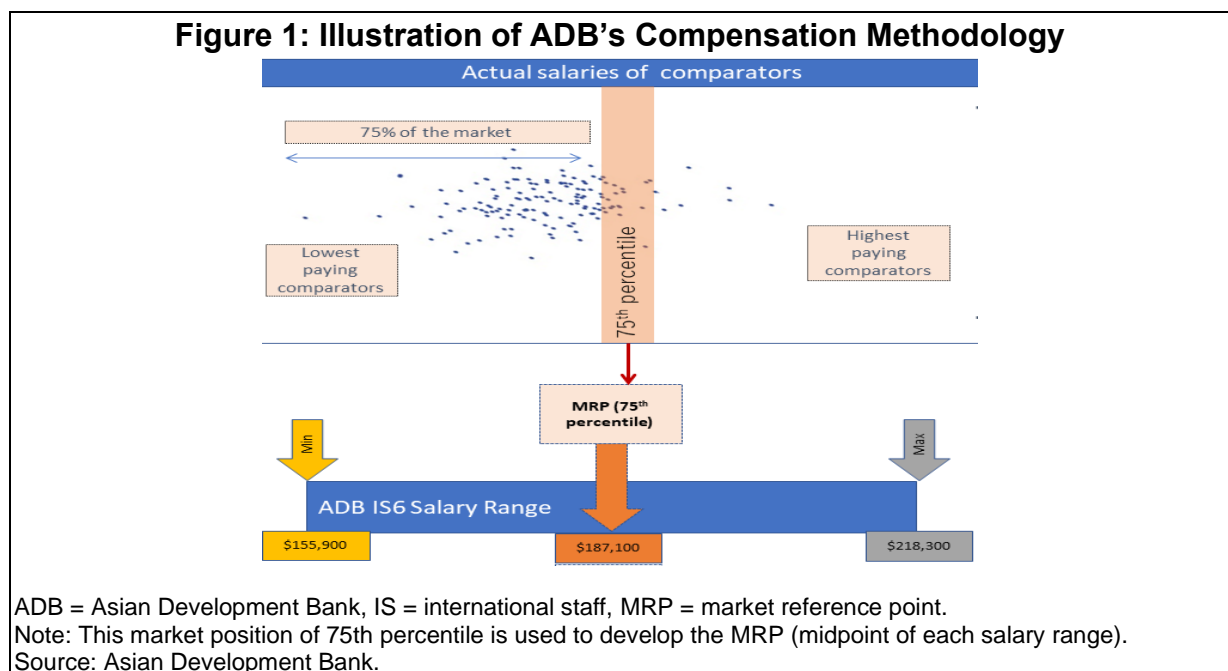 Figure 1: Illustration of ADB's Compensation Methodology
Actual salaries of comparators
75% of the market
Lowest
paying
comparators
75th percentile
Highest
paying
comparators
MRP (75th
percentile)
Min
Max
ADB IS6 Salary Range
$155,900
$187,100
$218,300
ADB = Asian Development Bank, IS = international staff, MRP = market reference point.
Note: This market position of 75th percentile is used to develop the MRP (midpoint of each salary range).
Source: Asian Development Bank.